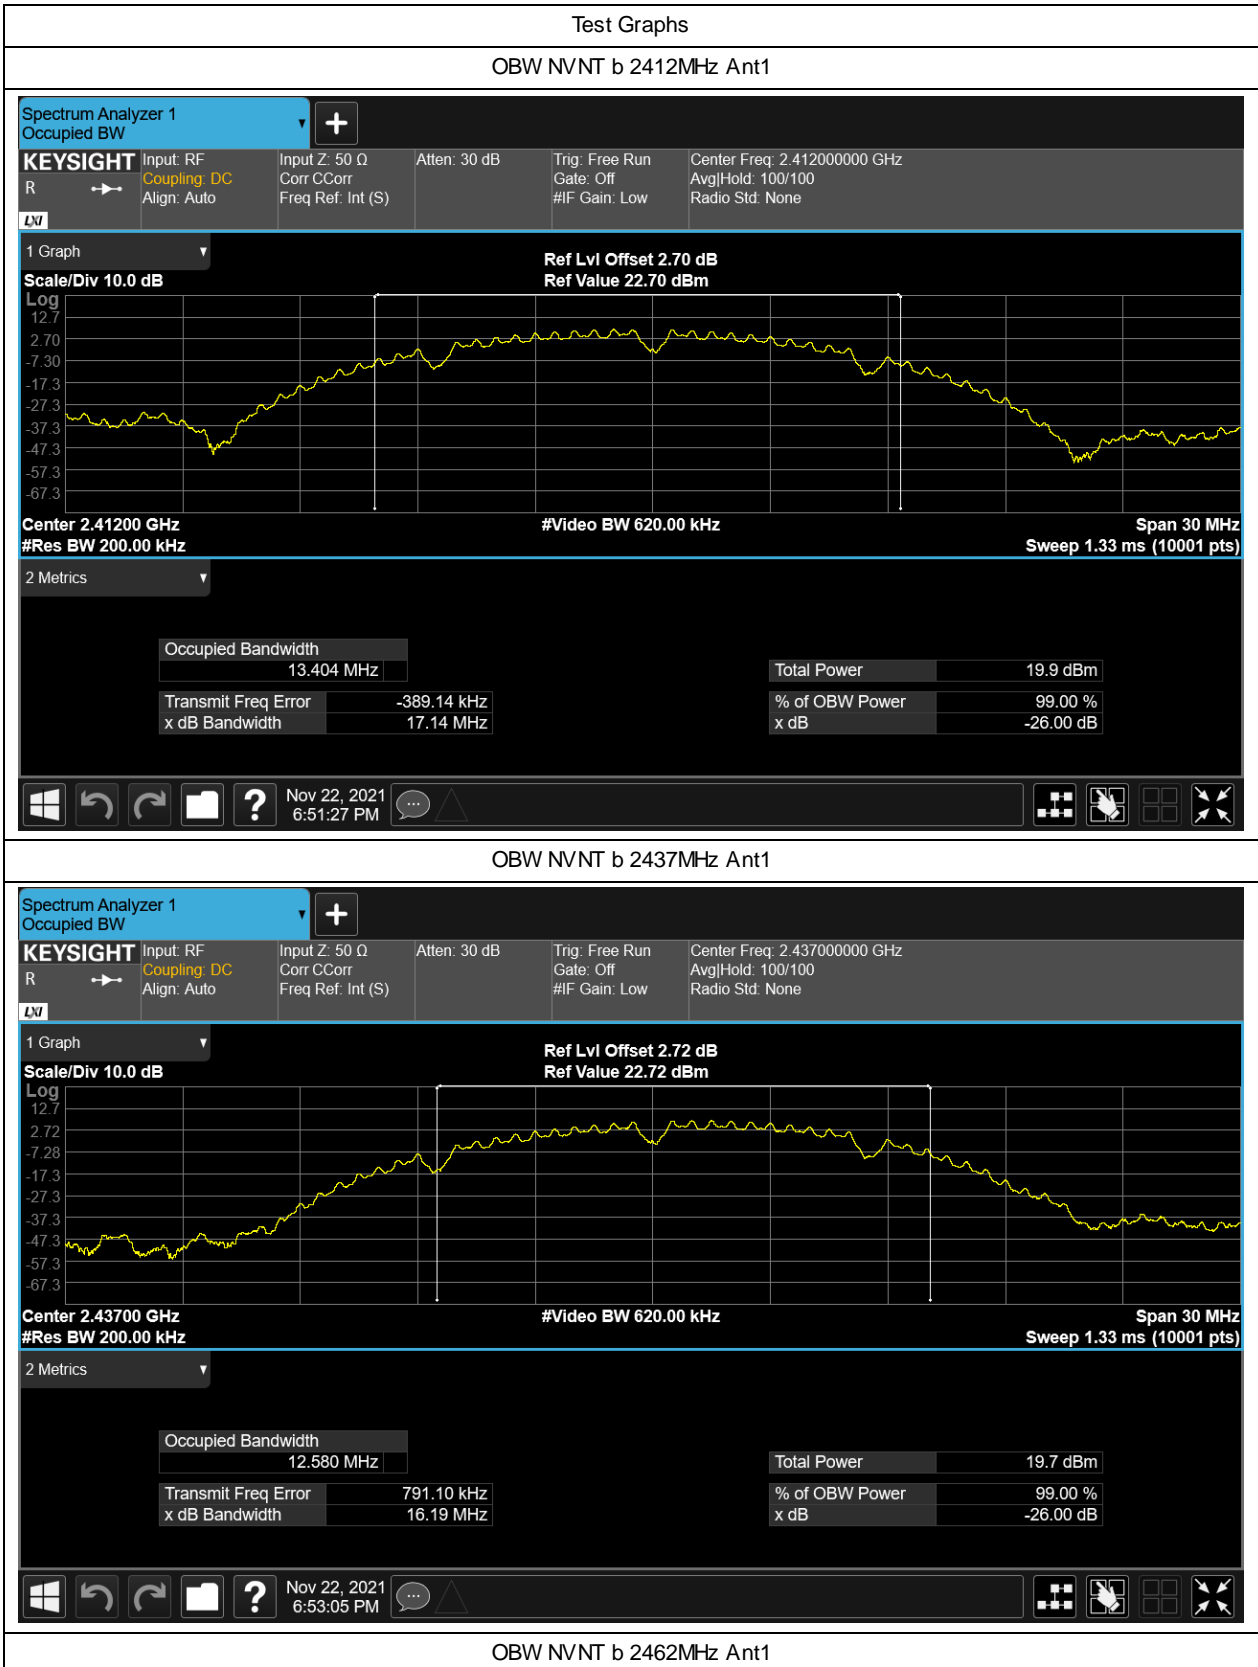 Test Graphs
OBW NVNT b 2412MHz Ant1
Spectrum Analyzer 1
Occupied BW
KEYSIGHT Input: RF Input Z: 50 Ω Atten: 30 dB Trig: Free Run Center Freq: 2.412000000 GHz
R Coupling: DC Corr CCorr Gate: Off Avg|Hold: 100/100
Align: Auto Freq Ref: Int (S) #IF Gain: Low Radio Std: None
LXI
1 Graph
Ref Lvl Offset 2.70 dB
Scale/Div 10.0 dB Ref Value 22.70 dBm
Log
12.7
2.70
-7.30
-17.3
-27.3
-37.3
-47.3
-57.3
-67.3
Center 2.41200 GHz #Video BW 620.00 kHz Span 30 MHz
#Res BW 200.00 kHz Sweep 1.33 ms (10001 pts)
2 Metrics
Occupied Bandwidth
13.404 MHz Total Power 19.9 dBm
Transmit Freq Error -389.14 kHz % of OBW Power 99.00 %
x dB Bandwidth 17.14 MHz x dB -26.00 dB
Nov 22, 2021
6:51:27 PM
OBW NVNT b 2437MHz Ant1
Spectrum Analyzer 1
Occupied BW
KEYSIGHT Input: RF Input Z: 50 Ω Atten: 30 dB Trig: Free Run Center Freq: 2.437000000 GHz
R Coupling: DC Corr CCorr Gate: Off Avg|Hold: 100/100
Align: Auto Freq Ref: Int (S) #IF Gain: Low Radio Std: None
LXI
1 Graph
Ref Lvl Offset 2.72 dB
Scale/Div 10.0 dB Ref Value 22.72 dBm
Log
12.7
2.72
-7.28
-17.3
-27.3
-37.3
-47.3
-57.3
-67.3
Center 2.43700 GHz #Video BW 620.00 kHz Span 30 MHz
#Res BW 200.00 kHz Sweep 1.33 ms (10001 pts)
2 Metrics
Occupied Bandwidth
12.580 MHz Total Power 19.7 dBm
Transmit Freq Error 791.10 kHz % of OBW Power 99.00 %
x dB Bandwidth 16.19 MHz x dB -26.00 dB
Nov 22, 2021
6:53:05 PM
OBW NVNT b 2462MHz Ant1